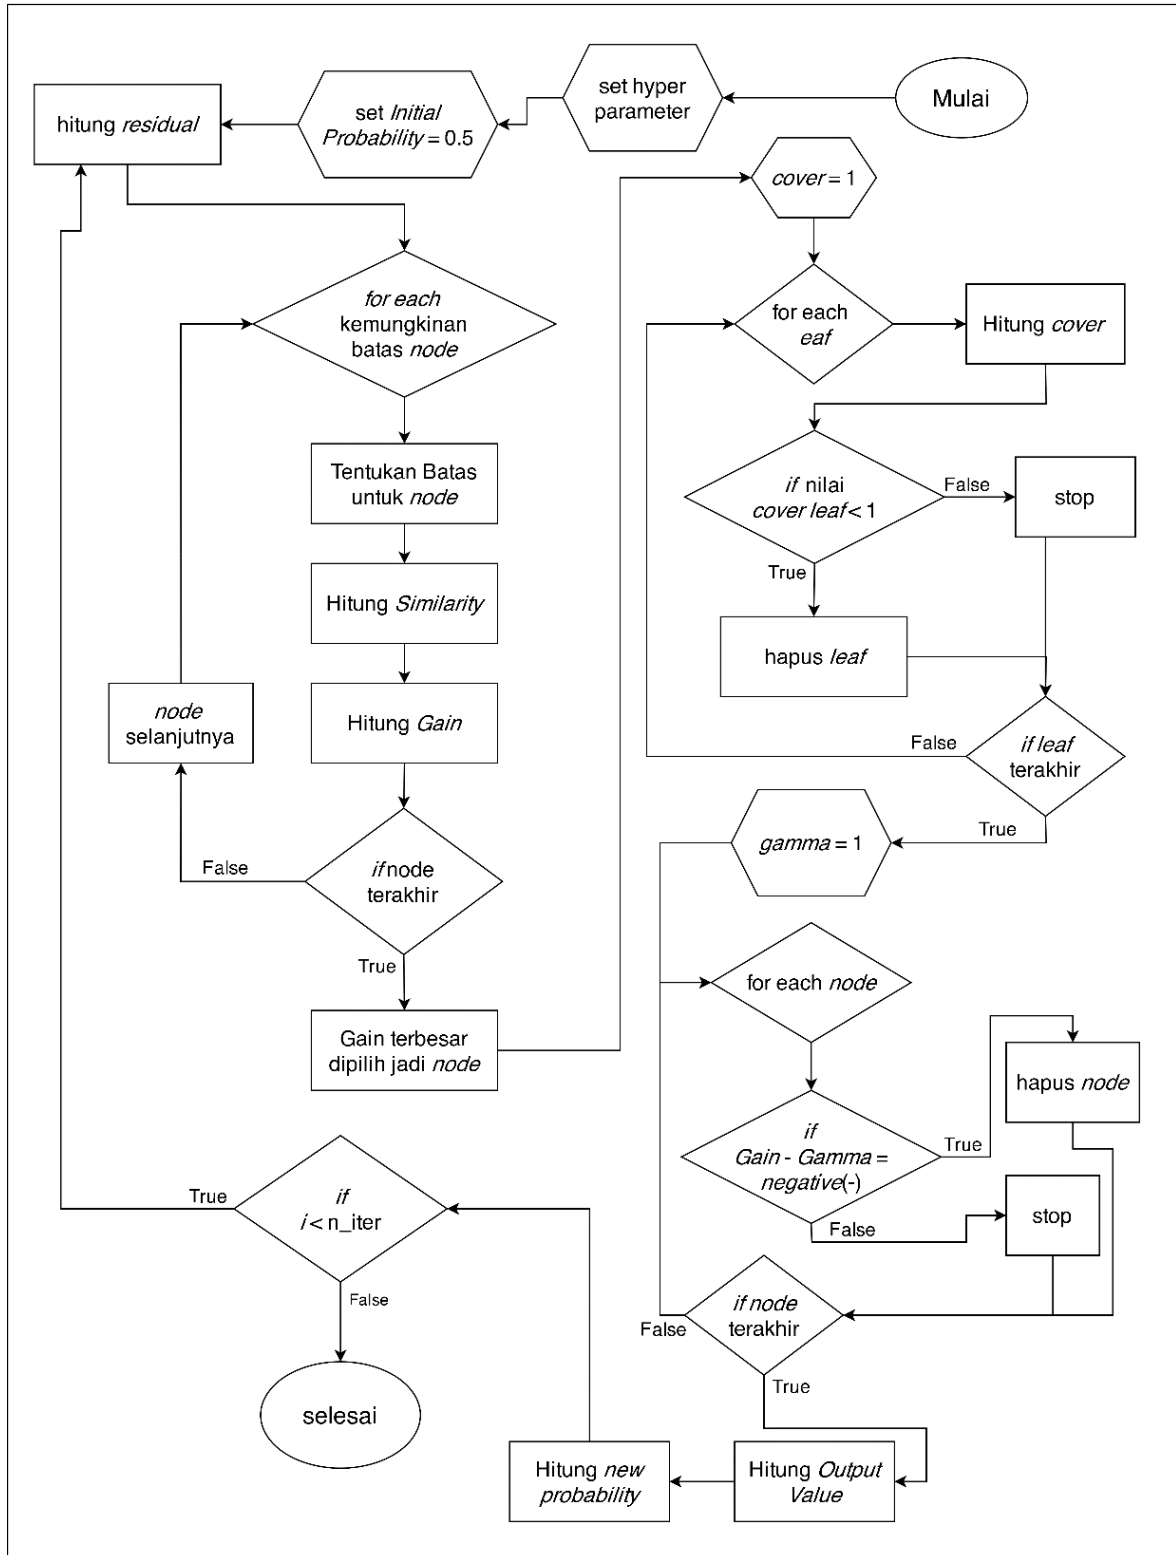 Mulai
set hyper
parameter
set Initial
Probability = 0.5
hitung residual
for each
kemungkinan
batas node
Tentukan Batas
untuk node
Hitung Similarity
Hitung Gain
if node
terakhir
False
node
selanjutnya
True
Gain terbesar
dipilih jadi node
cover = 1
for each
eaf
Hitung cover
if nilai
cover leaf < 1
False
stop
True
hapus leaf
if leaf
terakhir
False
True
gamma = 1
for each node
if
Gain - Gamma =
negative(-)
True
hapus node
False
stop
if node
terakhir
False
True
Hitung Output
Value
Hitung new
probability
if
i < n_iter
True
False
selesai